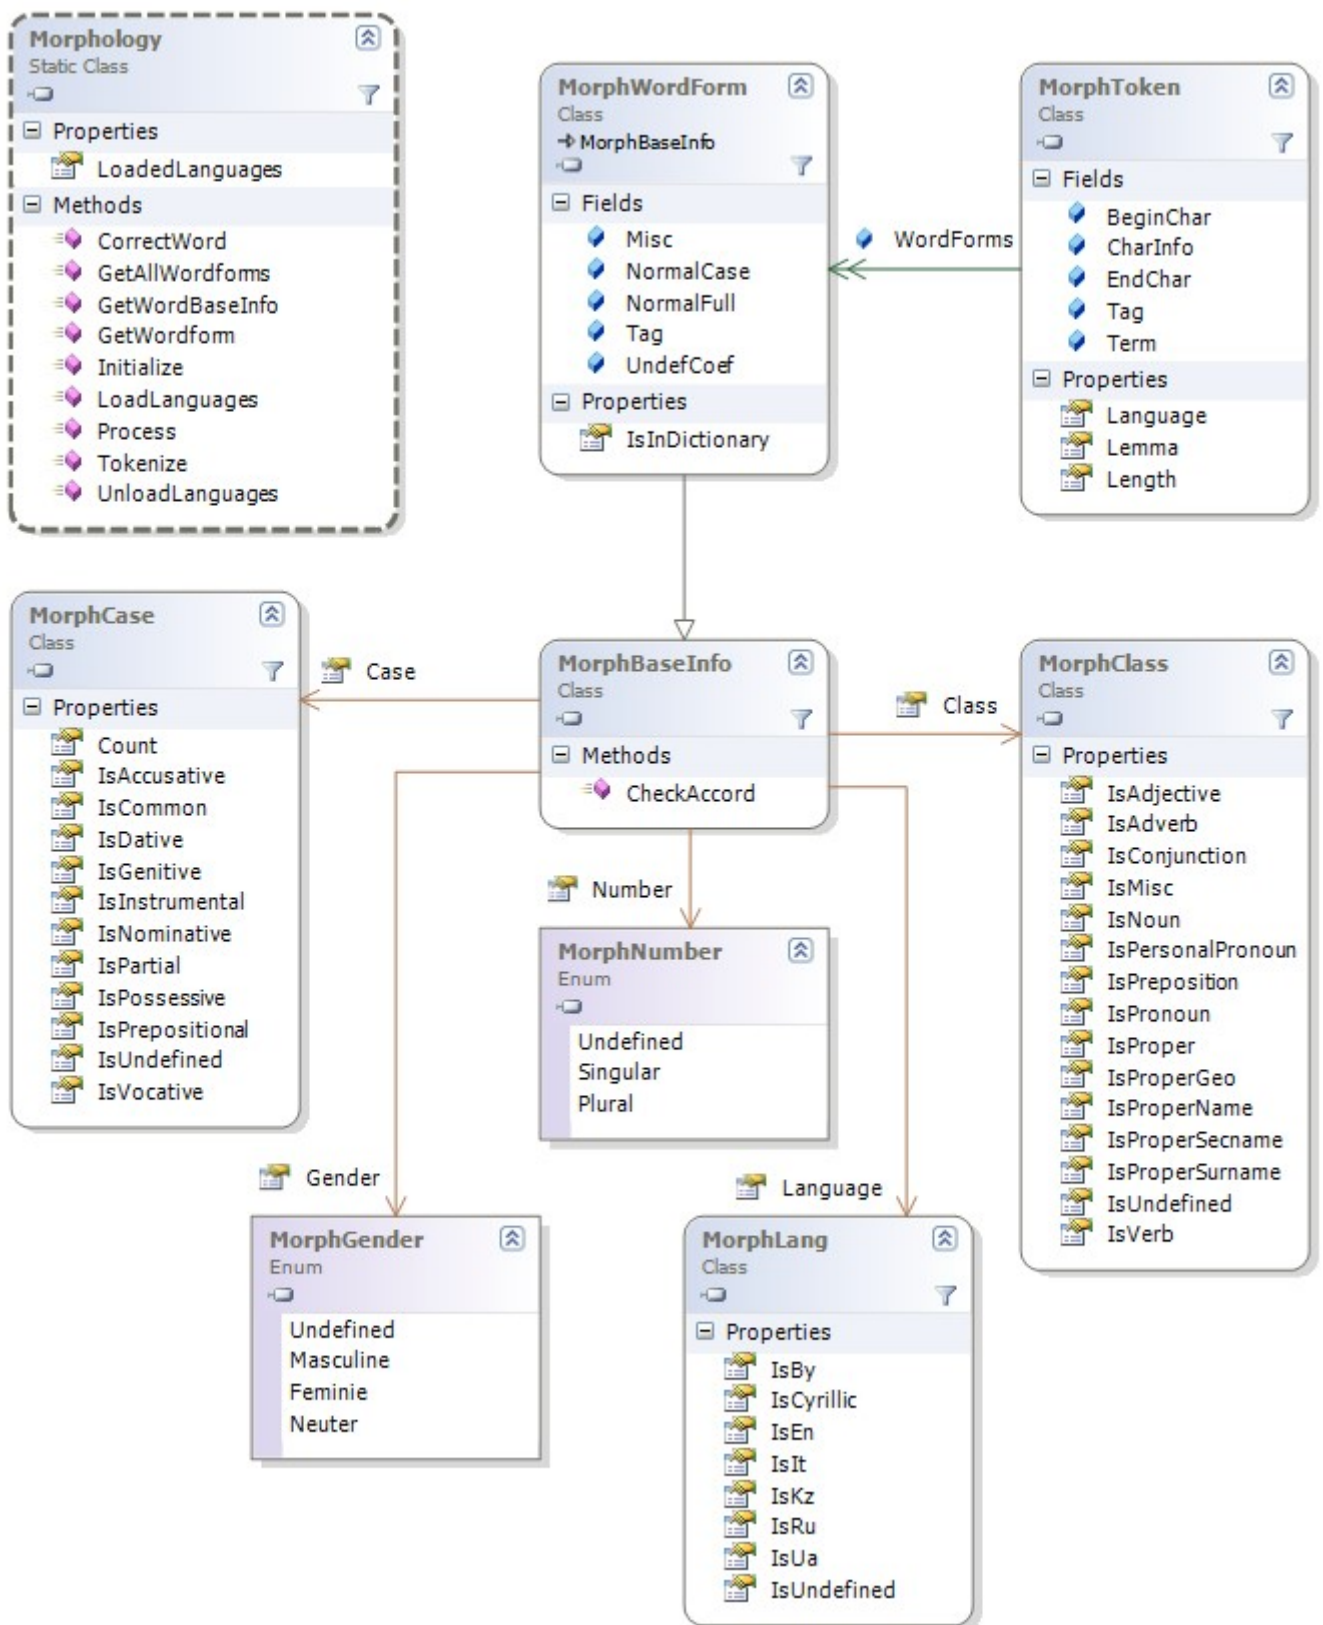 Morphology
Static Class
Properties
LoadedLanguages
Methods
CorrectWord
GetAllWordforms
GetWordBaseInfo
GetWordform
Initialize
LoadLanguages
Process
Tokenize
UnloadLanguages
MorphWordForm
Class
MorphBaseInfo
Fields
Misc
NormalCase
NormalFull
Tag
UndefCoef
Properties
IsInDictionary
WordForms
MorphToken
Class
Fields
BeginChar
CharInfo
EndChar
Tag
Term
Properties
Language
Lemma
Length
MorphCase
Class
Properties
Count
IsAccusative
IsCommon
IsDative
IsGenitive
IsInstrumental
IsNominative
IsPartial
IsPossessive
IsPrepositional
IsUndefined
IsVocative
Case
MorphBaseInfo
Class
Methods
CheckAccord
Class
MorphClass
Class
Properties
IsAdjective
IsAdverb
IsConjunction
IsMisc
IsNoun
IsPersonalPronoun
IsPreposition
IsPronoun
IsProper
IsProperGeo
IsProperName
IsProperSecname
IsProperSurname
IsUndefined
IsVerb
Number
MorphNumber
Enum
Undefined
Singular
Plural
Gender
MorphGender
Enum
Undefined
Masculine
Feminie
Neuter
Language
MorphLang
Class
Properties
IsBy
IsCyrillic
IsEn
IsIt
IsKz
IsRu
IsUa
IsUndefined